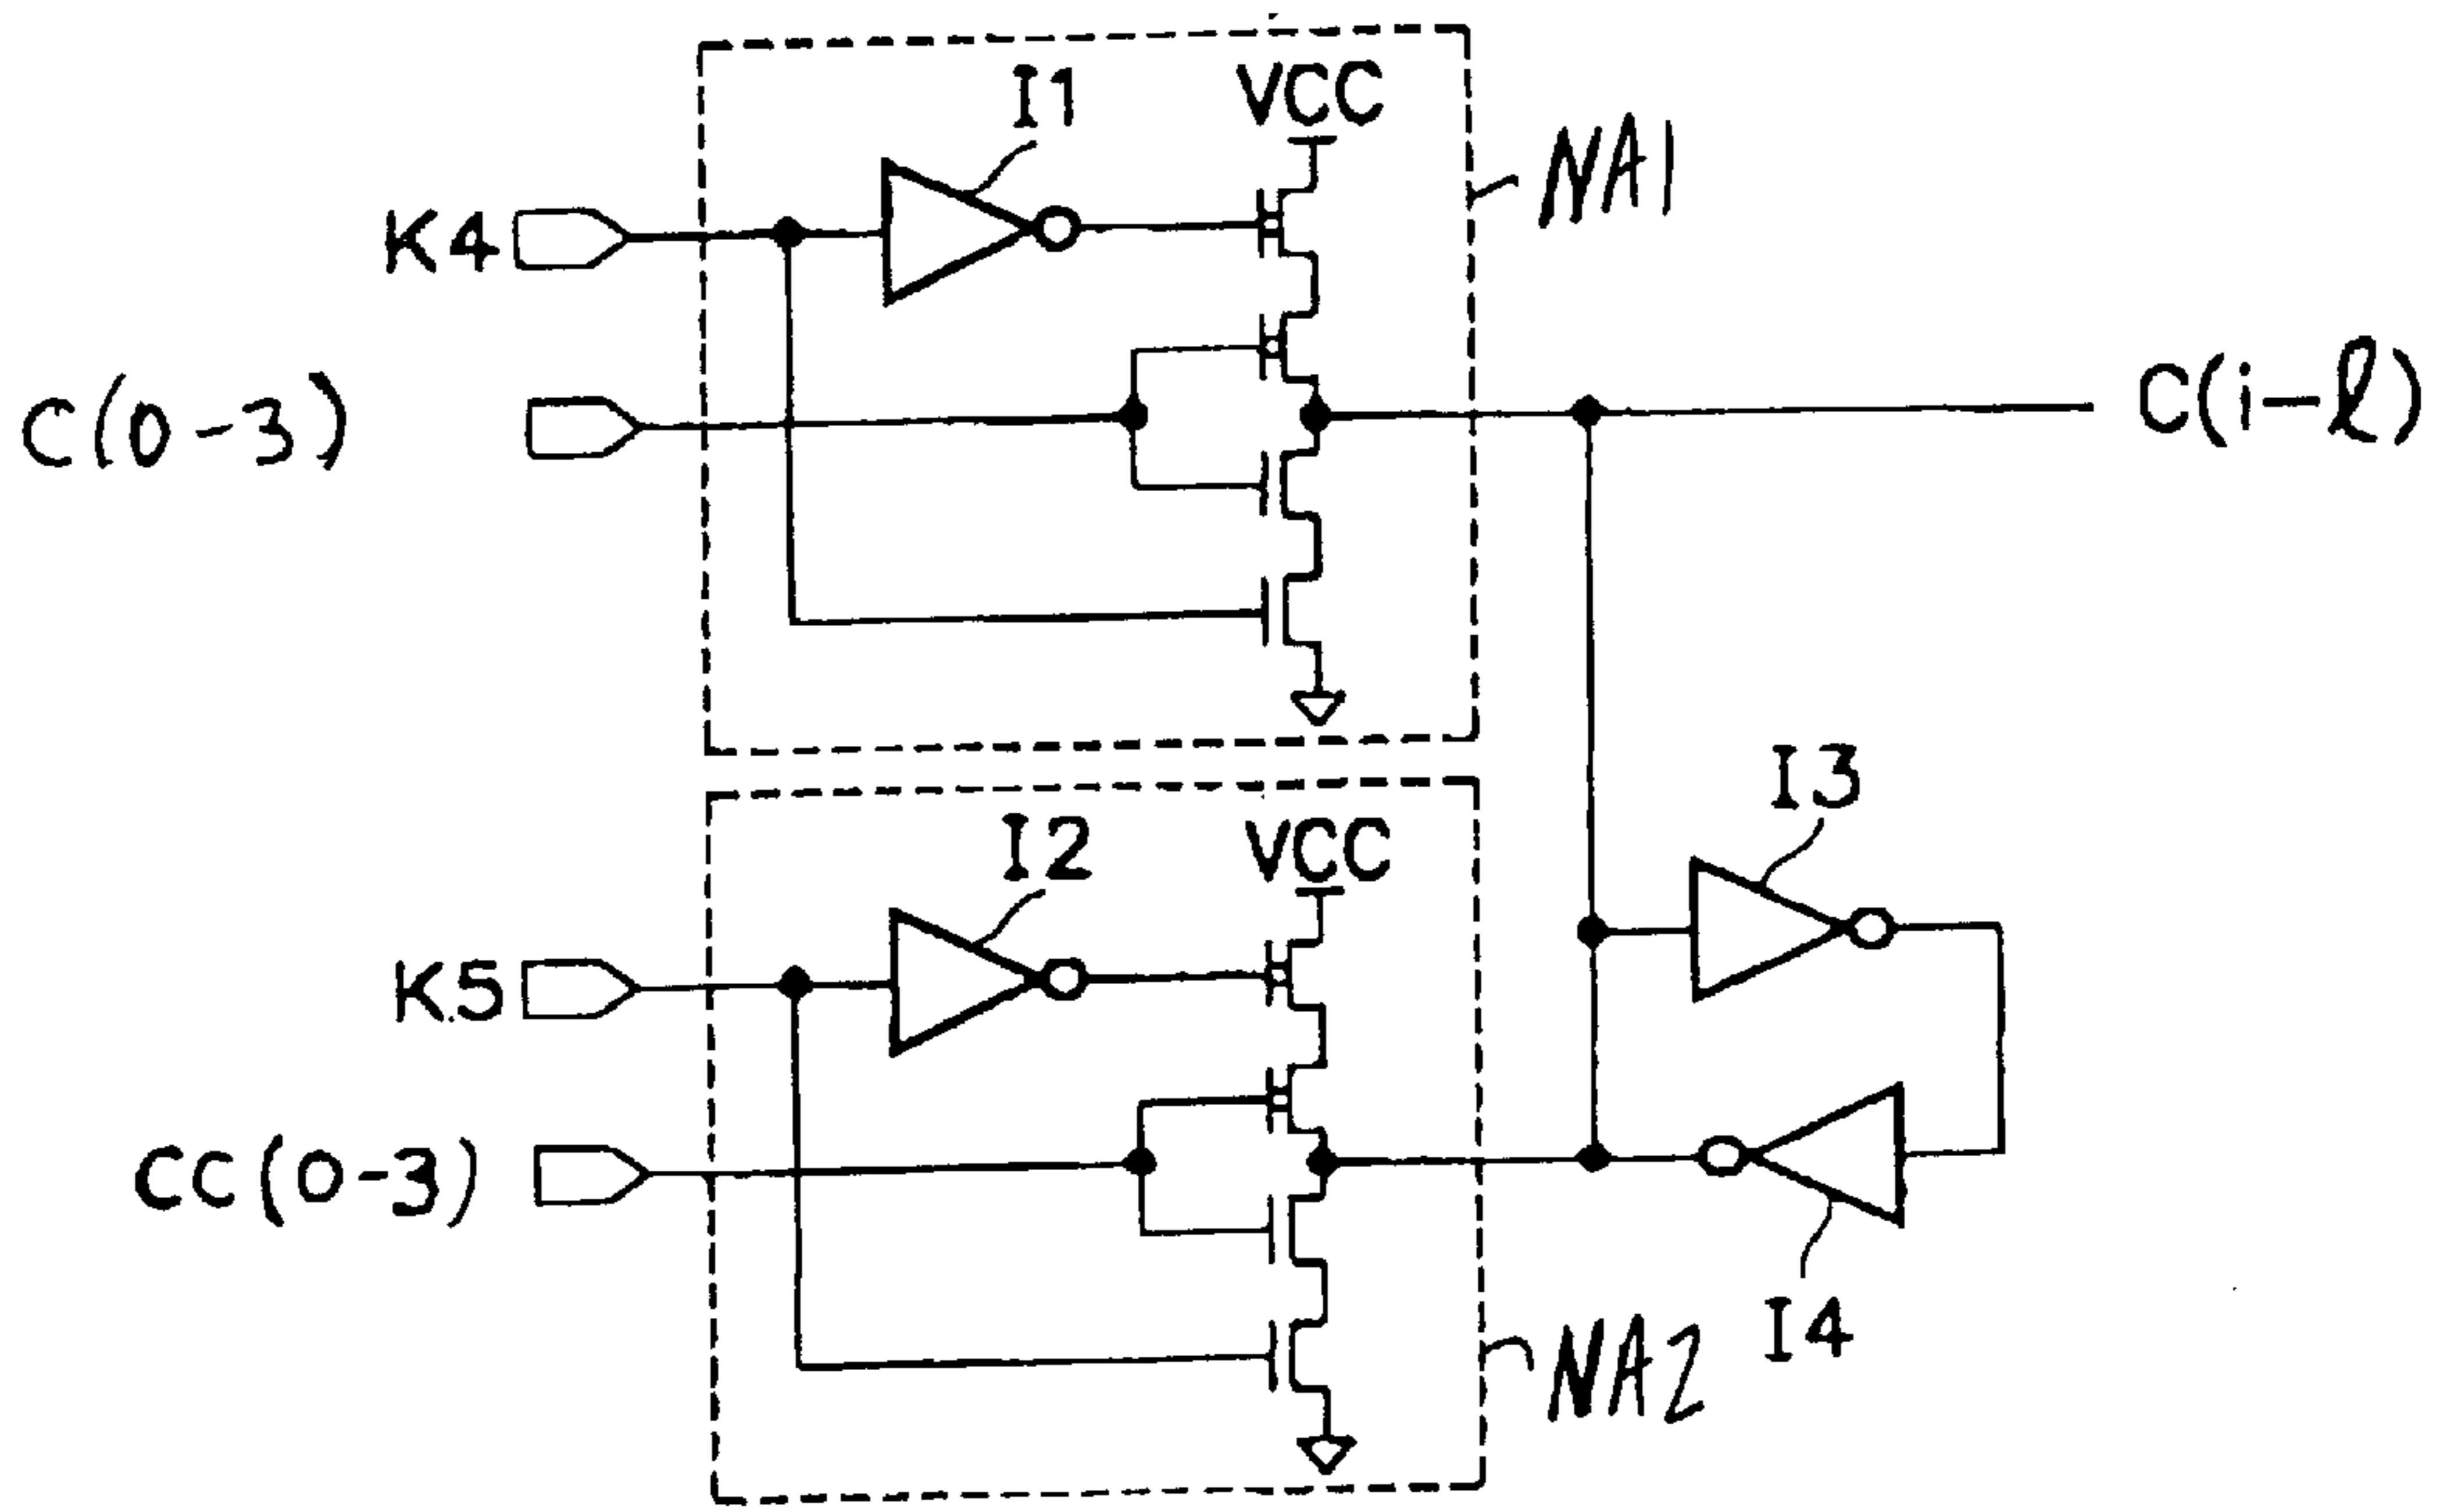 I1
VCC
NA1
K4
C(0-3)
C(i-ℓ)
I3
I2
VCC
K5
CC(0-3)
I4
NA2